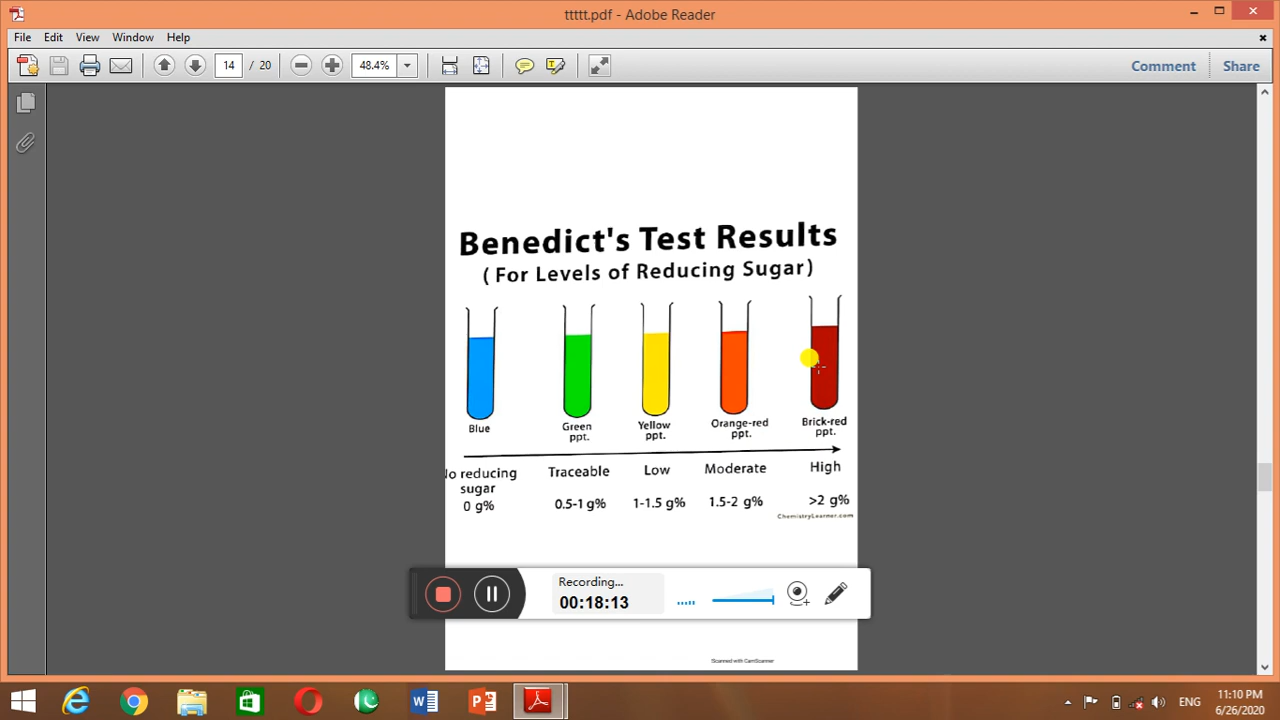 ttttt.pdf - Adobe Reader
File Edit View Window Help
14 / 20 48.4% Comment Share
Benedict's Test Results
(For Levels of Reducing Sugar)
Blue
Green ppt.
Yellow ppt.
Orange-red ppt.
Brick-red ppt.
No reducing sugar
Traceable
Low
Moderate
High
0 g%
0.5-1 g%
1-1.5 g%
1.5-2 g%
>2 g%
ChemistryLearner.com
Recording...
00:18:13
Scanned with CamScanner
ENG
11:10 PM
6/26/2020